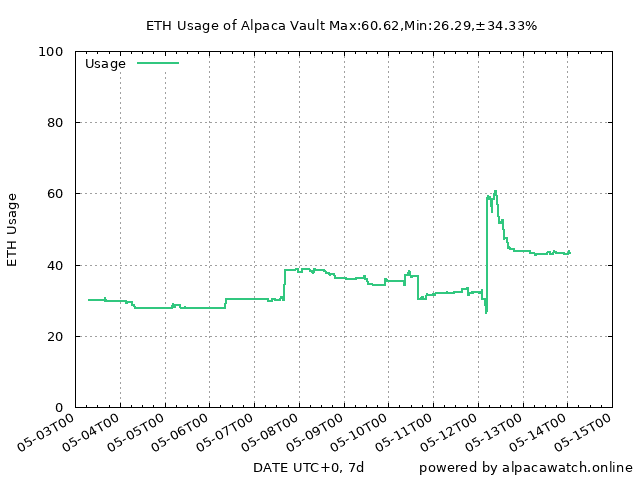 ETH Usage of Alpaca Vault Max:60.62,Min:26.29,±34.33%
Usage
100
80
60
40
20
0
ETH Usage
05-03T00
05-04T00
05-05T00
05-06T00
05-07T00
05-08T00
05-09T00
05-10T00
05-11T00
05-12T00
05-13T00
05-14T00
05-15T00
DATE UTC+0, 7d
powered by alpacawatch.online